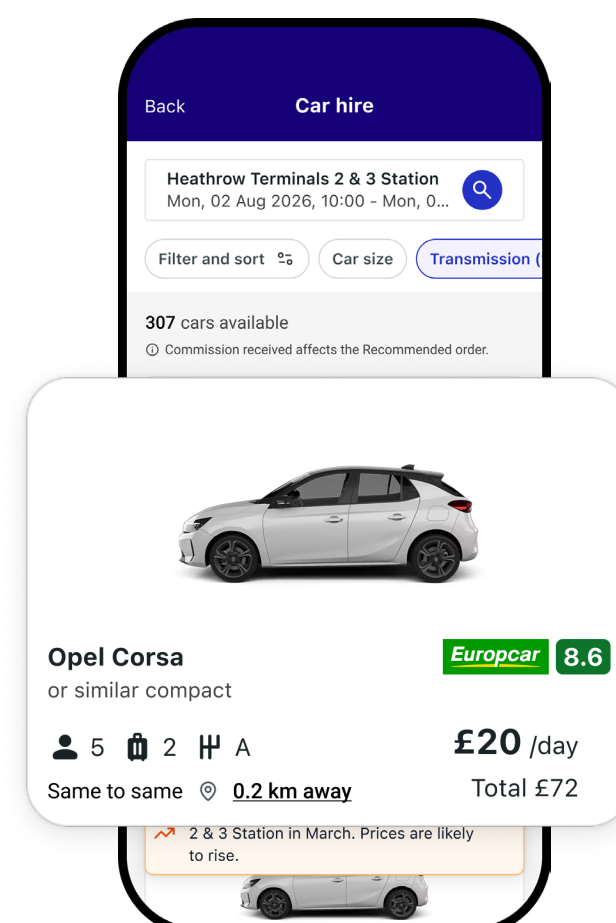 Back
Car hire
Heathrow Terminals 2 & 3 Station
Mon, 02 Aug 2026, 10:00 - Mon, 0...
Filter and sort
Car size
Transmission (
307 cars available
Commission received affects the Recommended order.
Opel Corsa
or similar compact
Europcar
8.6
5
2
A
£20 /day
Same to same
0.2 km away
Total £72
2 & 3 Station in March. Prices are likely
to rise.